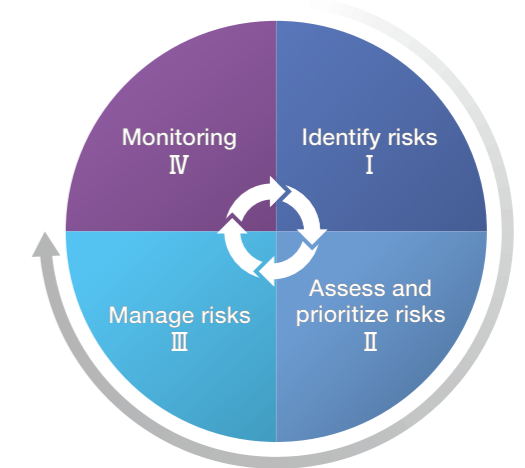 Monitoring
Ⅳ
Identify risks
Ⅰ
Assess and
prioritize risks
Ⅱ
Manage risks
Ⅲ